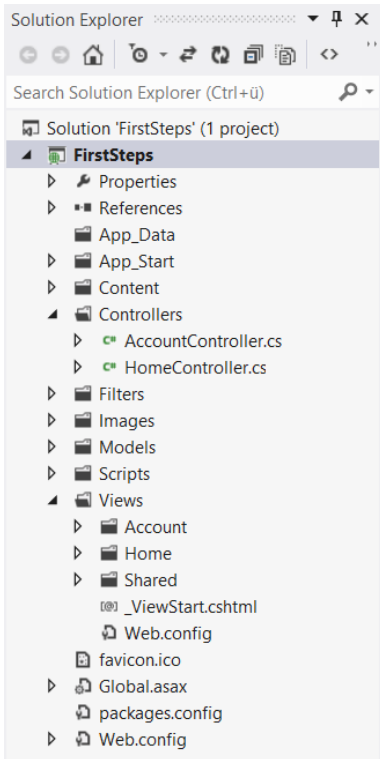 Solution Explorer
Search Solution Explorer (Ctrl+ü)
Solution 'FirstSteps' (1 project)
FirstSteps
Properties
References
App_Data
App_Start
Content
Controllers
C# AccountController.cs
C# HomeController.cs
Filters
Images
Models
Scripts
Views
Account
Home
Shared
[@] _ViewStart.cshtml
Web.config
favicon.ico
Global.asax
packages.config
Web.config